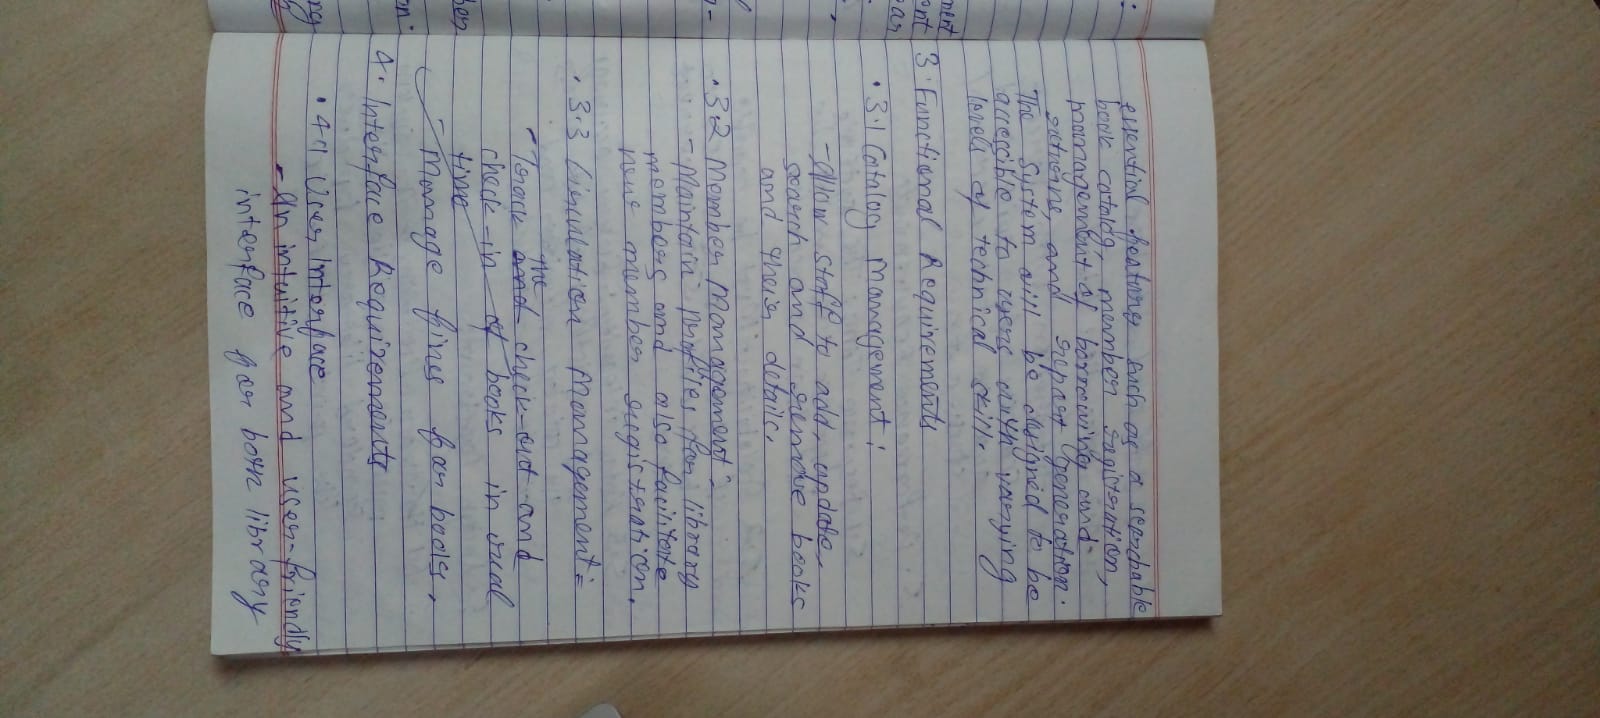 essential features such as a serchable
book catalog, member registeration,
management of borrowing and
returns, and report generation.
The System will be designed to be
accessible to users with varying
levels of technical skill.
3. Functional Requirements
• 3.1 Catalog Management:
- Allow staff to add, update,
search and remove books
and their details.
• 3.2 Member Management:
- Maintain profiles for library
members and also facilitate
new member registeration.
• 3.3 Circulation Management:
- Track the check-out and
check-in of books in real
time
- Manage fines for books.
4. Interface Requirements
• 4.1 User Interface
- An intuitive and user-friendly
interface for both library